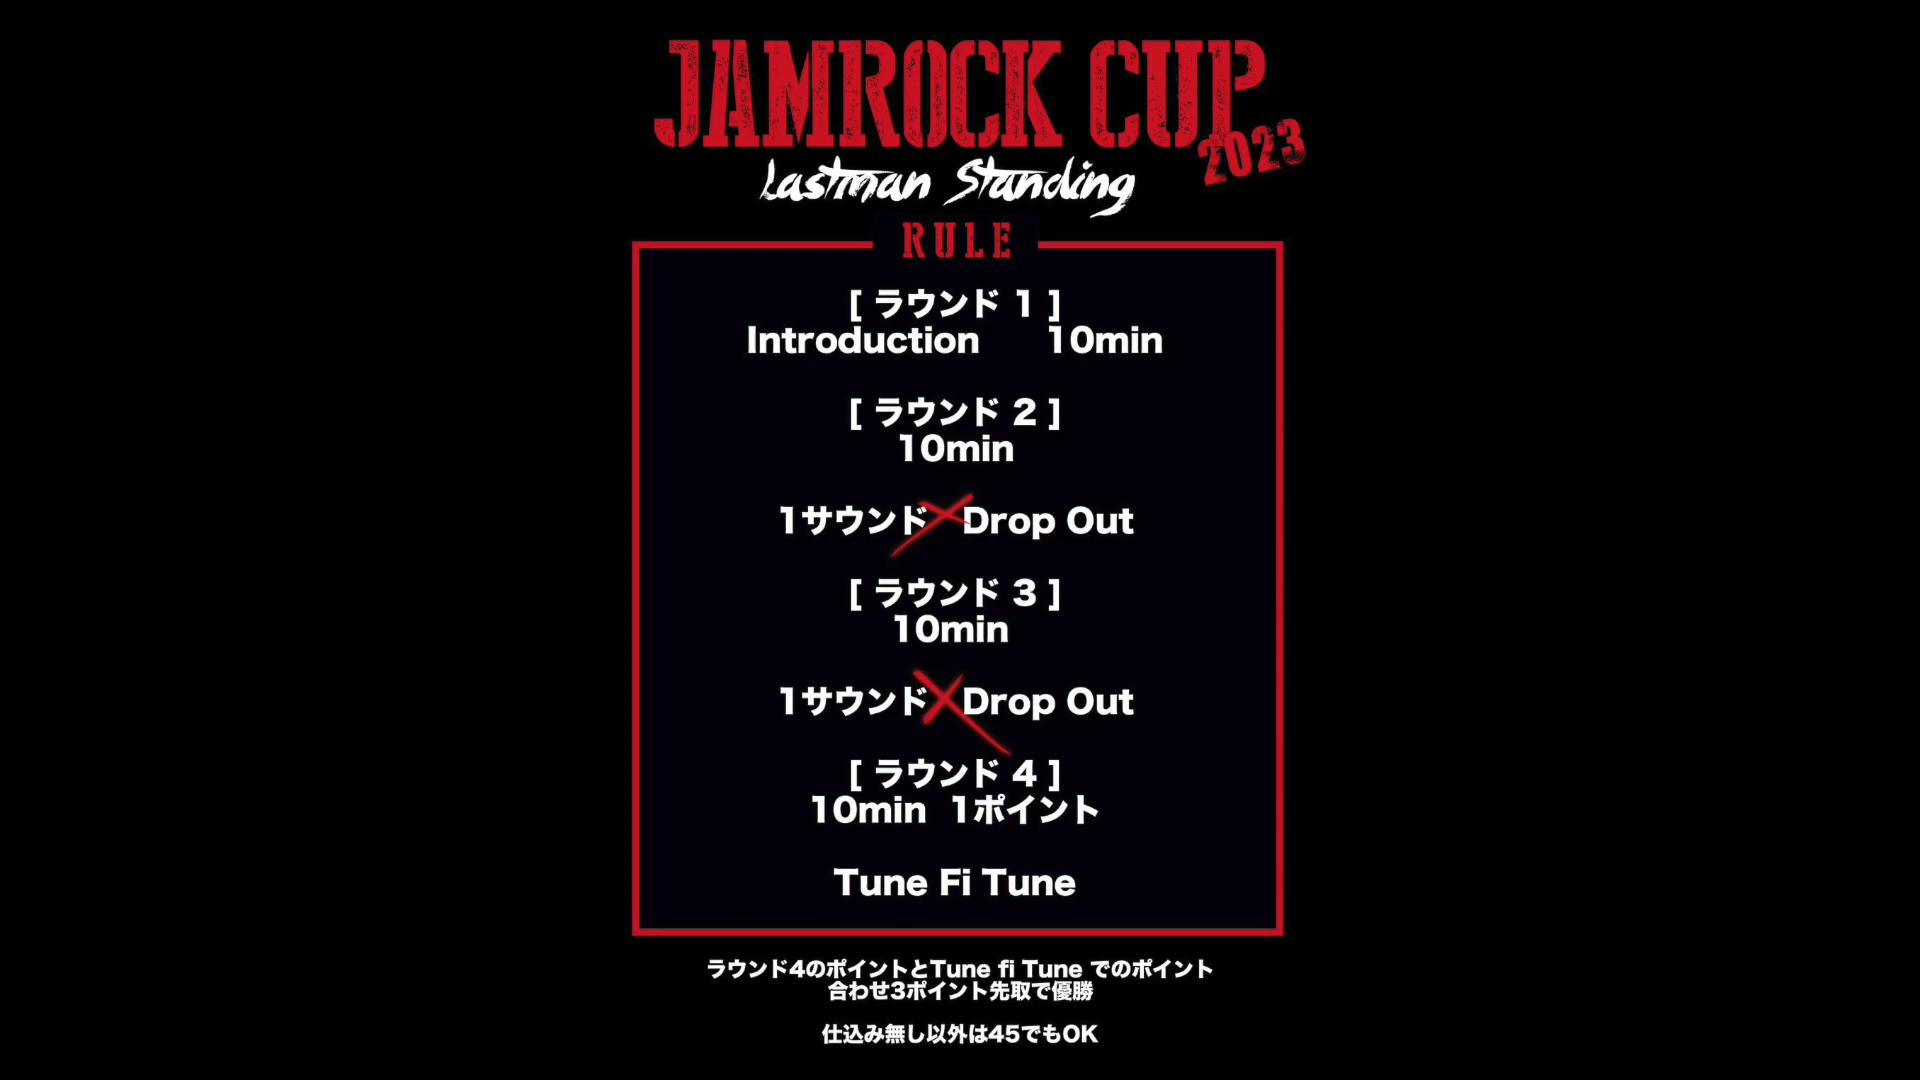 JAMROCK CUP
2023
Lastman Standing
RULE
[ ラウンド 1 ]
Introduction 10min
[ ラウンド 2 ]
10min
1サウンド Drop Out
[ ラウンド 3 ]
10min
1サウンド Drop Out
[ ラウンド 4 ]
10min 1ポイント
Tune Fi Tune
ラウンド4のポイントとTune fi Tune でのポイント
合わせ3ポイント先取で優勝
仕込み無し以外は45でもOK